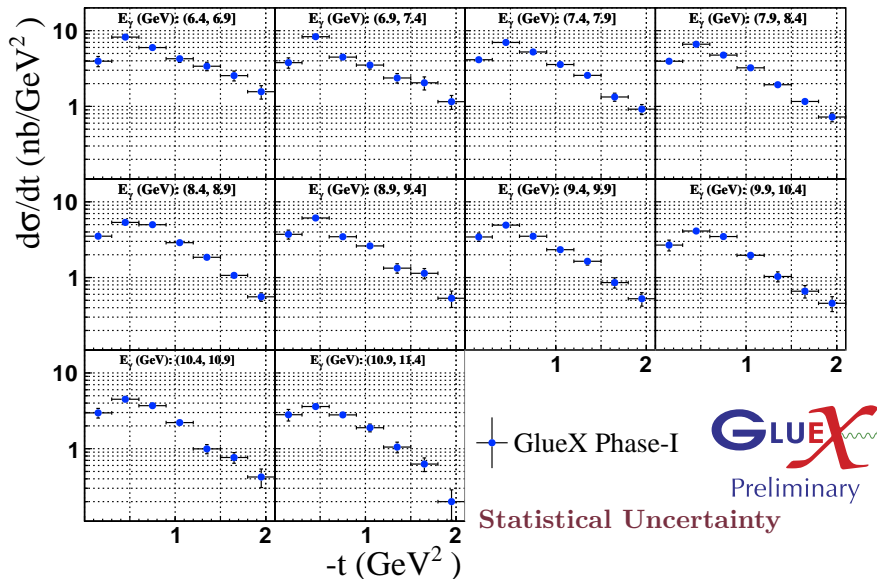 E_γ (GeV): (6.4, 6.9]
E_γ (GeV): (6.9, 7.4]
E_γ (GeV): (7.4, 7.9]
E_γ (GeV): (7.9, 8.4]
10
1
dσ/dt (nb/GeV²)
E_γ (GeV): (8.4, 8.9]
E_γ (GeV): (8.9, 9.4]
E_γ (GeV): (9.4, 9.9]
E_γ (GeV): (9.9, 10.4]
10
1
1 2
1 2
E_γ (GeV): (10.4, 10.9]
E_γ (GeV): (10.9, 11.4]
10
1
1 2
1 2
-t (GeV²)
GlueX Phase-I
GLUEX
Preliminary
Statistical Uncertainty